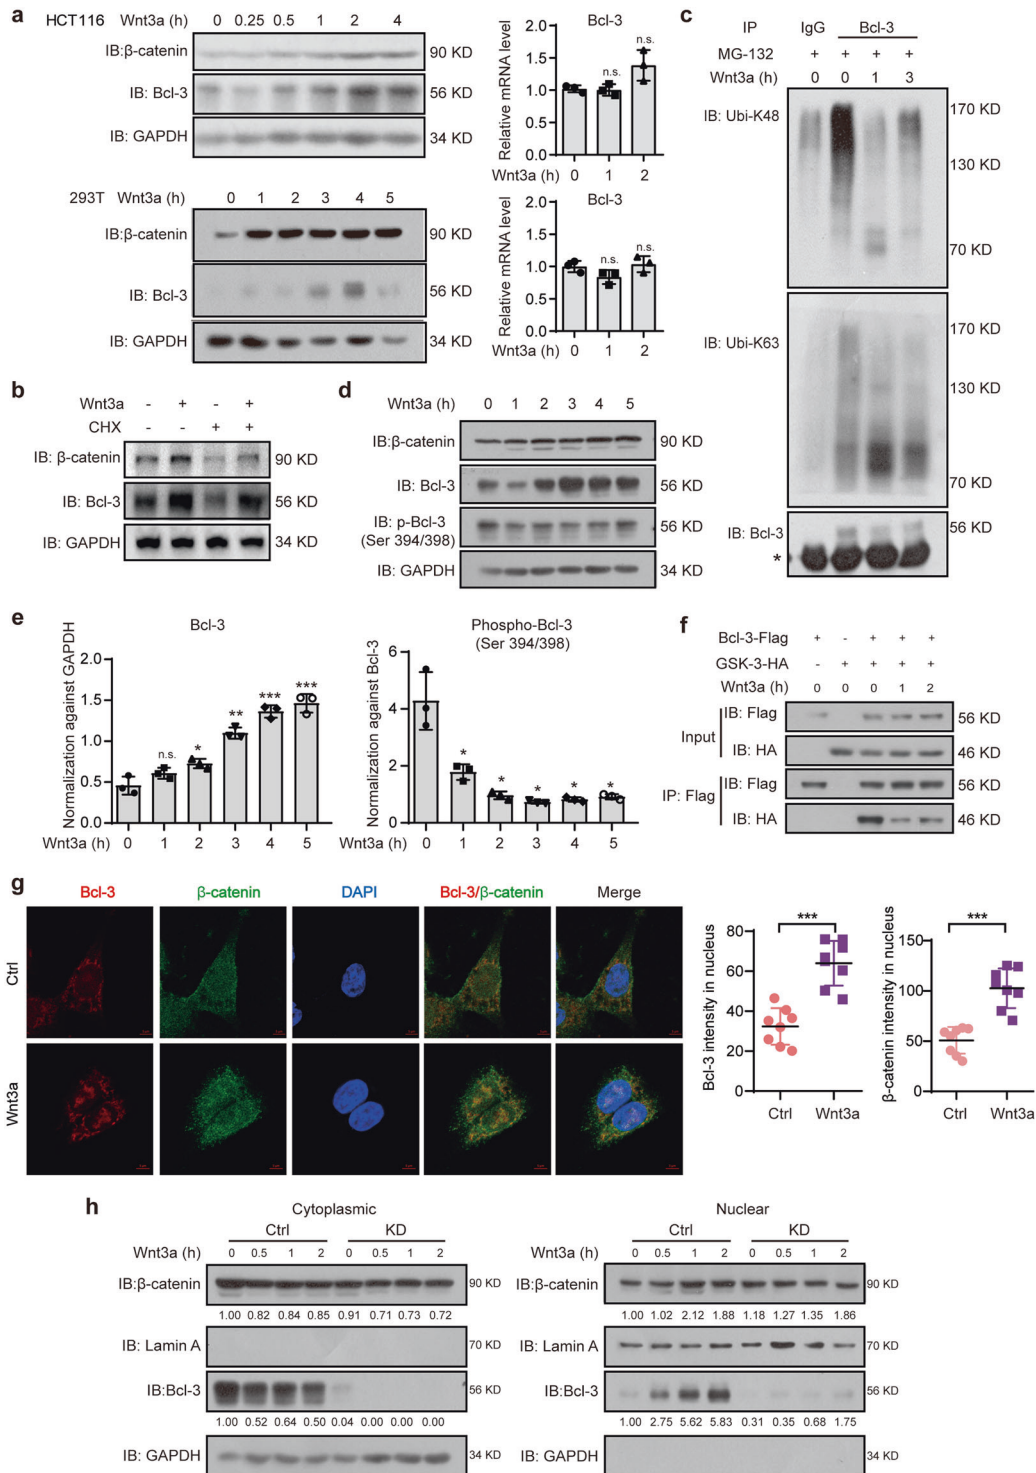 a
HCT116 Wnt3a (h) 0 0.25 0.5 1 2 4
IB:β-catenin 90 KD
IB: Bcl-3 56 KD
IB: GAPDH 34 KD
Bcl-3
Relative mRNA level
2.0
1.5
1.0
0.5
0.0
n.s.
n.s.
Wnt3a (h) 0 1 2
293T Wnt3a (h) 0 1 2 3 4 5
IB:β-catenin 90 KD
IB: Bcl-3 56 KD
IB: GAPDH 34 KD
Bcl-3
Relative mRNA level
2.0
1.5
1.0
0.5
0.0
n.s.
n.s.
Wnt3a (h) 0 1 2
b
Wnt3a - + - +
CHX - - + +
IB: β-catenin 90 KD
IB: Bcl-3 56 KD
IB: GAPDH 34 KD
c
IP IgG Bcl-3
MG-132 + + + +
Wnt3a (h) 0 0 1 3
IB: Ubi-K48
170 KD
130 KD
70 KD
IB: Ubi-K63
170 KD
130 KD
70 KD
IB: Bcl-3 56 KD
*
d
Wnt3a (h) 0 1 2 3 4 5
IB:β-catenin 90 KD
IB: Bcl-3 56 KD
IB: p-Bcl-3 56 KD
(Ser 394/398)
IB: GAPDH 34 KD
e
Bcl-3
Normalization against GAPDH
2.0
1.5
1.0
0.5
0.0
n.s. * ** *** ***
Wnt3a (h) 0 1 2 3 4 5
Phospho-Bcl-3
(Ser 394/398)
Normalization against Bcl-3
6
4
2
0
* * * * *
Wnt3a (h) 0 1 2 3 4 5
f
Bcl-3-Flag + - + + +
GSK-3-HA - + + + +
Wnt3a (h) 0 0 0 1 2
Input
IB: Flag 56 KD
IB: HA 46 KD
IP: Flag
IB: Flag 56 KD
IB: HA 46 KD
g
Bcl-3 β-catenin DAPI Bcl-3/β-catenin Merge
Ctrl
Wnt3a
Bcl-3 intensity in nucleus
80
60
40
20
0
***
Ctrl Wnt3a
β-catenin intensity in nucleus
150
100
50
0
***
Ctrl Wnt3a
h
Cytoplasmic
Ctrl KD
Wnt3a (h) 0 0.5 1 2 0 0.5 1 2
IB:β-catenin 90 KD
1.00 0.82 0.84 0.85 0.91 0.71 0.73 0.72
IB: Lamin A 70 KD
IB:Bcl-3 56 KD
1.00 0.52 0.64 0.50 0.04 0.00 0.00 0.00
IB: GAPDH 34 KD
Nuclear
Ctrl KD
Wnt3a (h) 0 0.5 1 2 0 0.5 1 2
IB:β-catenin 90 KD
1.00 1.02 2.12 1.88 1.18 1.27 1.35 1.86
IB: Lamin A 70 KD
IB:Bcl-3 56 KD
1.00 2.75 5.62 5.83 0.31 0.35 0.68 1.75
IB: GAPDH 34 KD